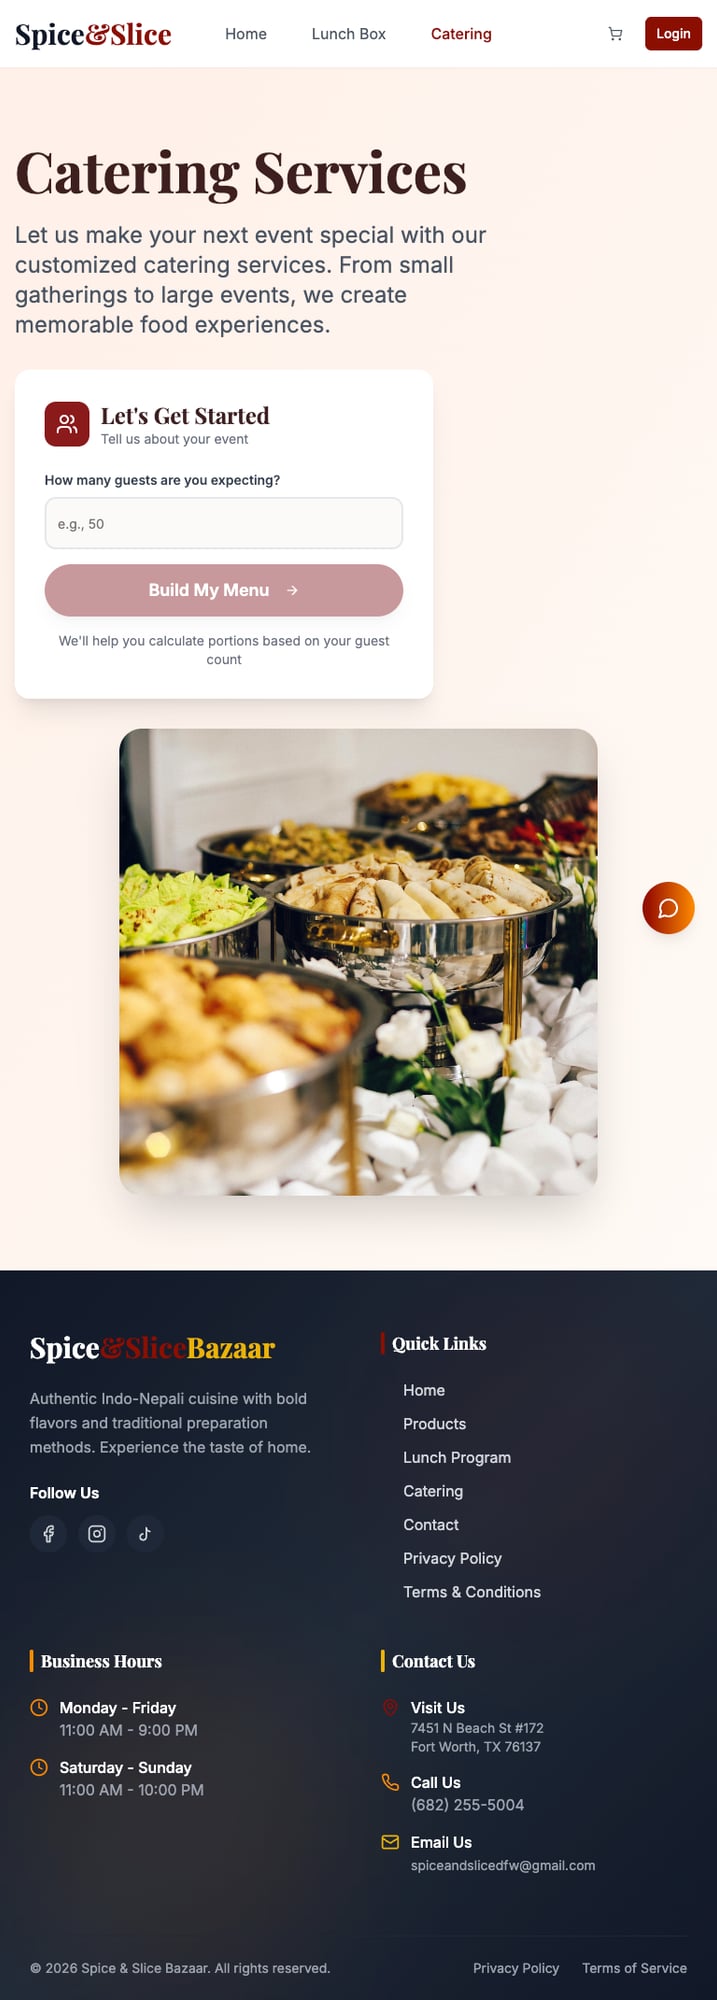 Spice&Slice
Home
Lunch Box
Catering
Login
Catering Services
Let us make your next event special with our
customized catering services. From small
gatherings to large events, we create
memorable food experiences.
Let's Get Started
Tell us about your event
How many guests are you expecting?
e.g., 50
Build My Menu →
We'll help you calculate portions based on your guest
count
Spice&SliceBazaar
Authentic Indo-Nepali cuisine with bold
flavors and traditional preparation
methods. Experience the taste of home.
Follow Us
Quick Links
Home
Products
Lunch Program
Catering
Contact
Privacy Policy
Terms & Conditions
Business Hours
Monday - Friday
11:00 AM - 9:00 PM
Saturday - Sunday
11:00 AM - 10:00 PM
Contact Us
Visit Us
7451 N Beach St #172
Fort Worth, TX 76137
Call Us
(682) 255-5004
Email Us
spiceandslicedfw@gmail.com
© 2026 Spice & Slice Bazaar. All rights reserved.
Privacy Policy
Terms of Service